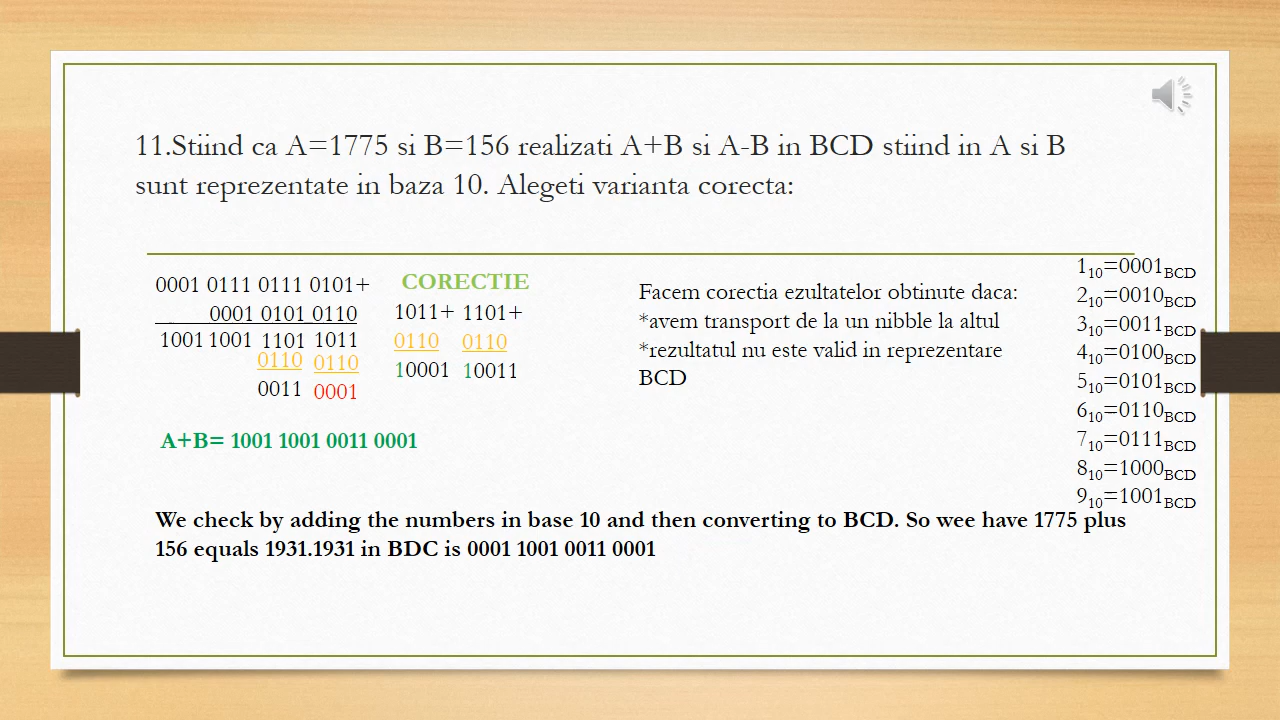 11.Stiind ca A=1775 si B=156 realizati A+B si A-B in BCD stiind in A si B
sunt reprezentate in baza 10. Alegeti varianta corecta:
0001 0111 0111 0101+
0001 0101 0110
1001 1001 1101 1011
0110 0110
0011 0001
CORECTIE
1011+ 1101+
0110 0110
10001 10011
A+B= 1001 1001 0011 0001
Facem corectia ezultatelor obtinute daca:
*avem transport de la un nibble la altul
*rezultatul nu este valid in reprezentare
BCD
1₁₀=0001BCD
2₁₀=0010BCD
3₁₀=0011BCD
4₁₀=0100BCD
5₁₀=0101BCD
6₁₀=0110BCD
7₁₀=0111BCD
8₁₀=1000BCD
9₁₀=1001BCD
We check by adding the numbers in base 10 and then converting to BCD. So wee have 1775 plus
156 equals 1931.1931 in BDC is 0001 1001 0011 0001